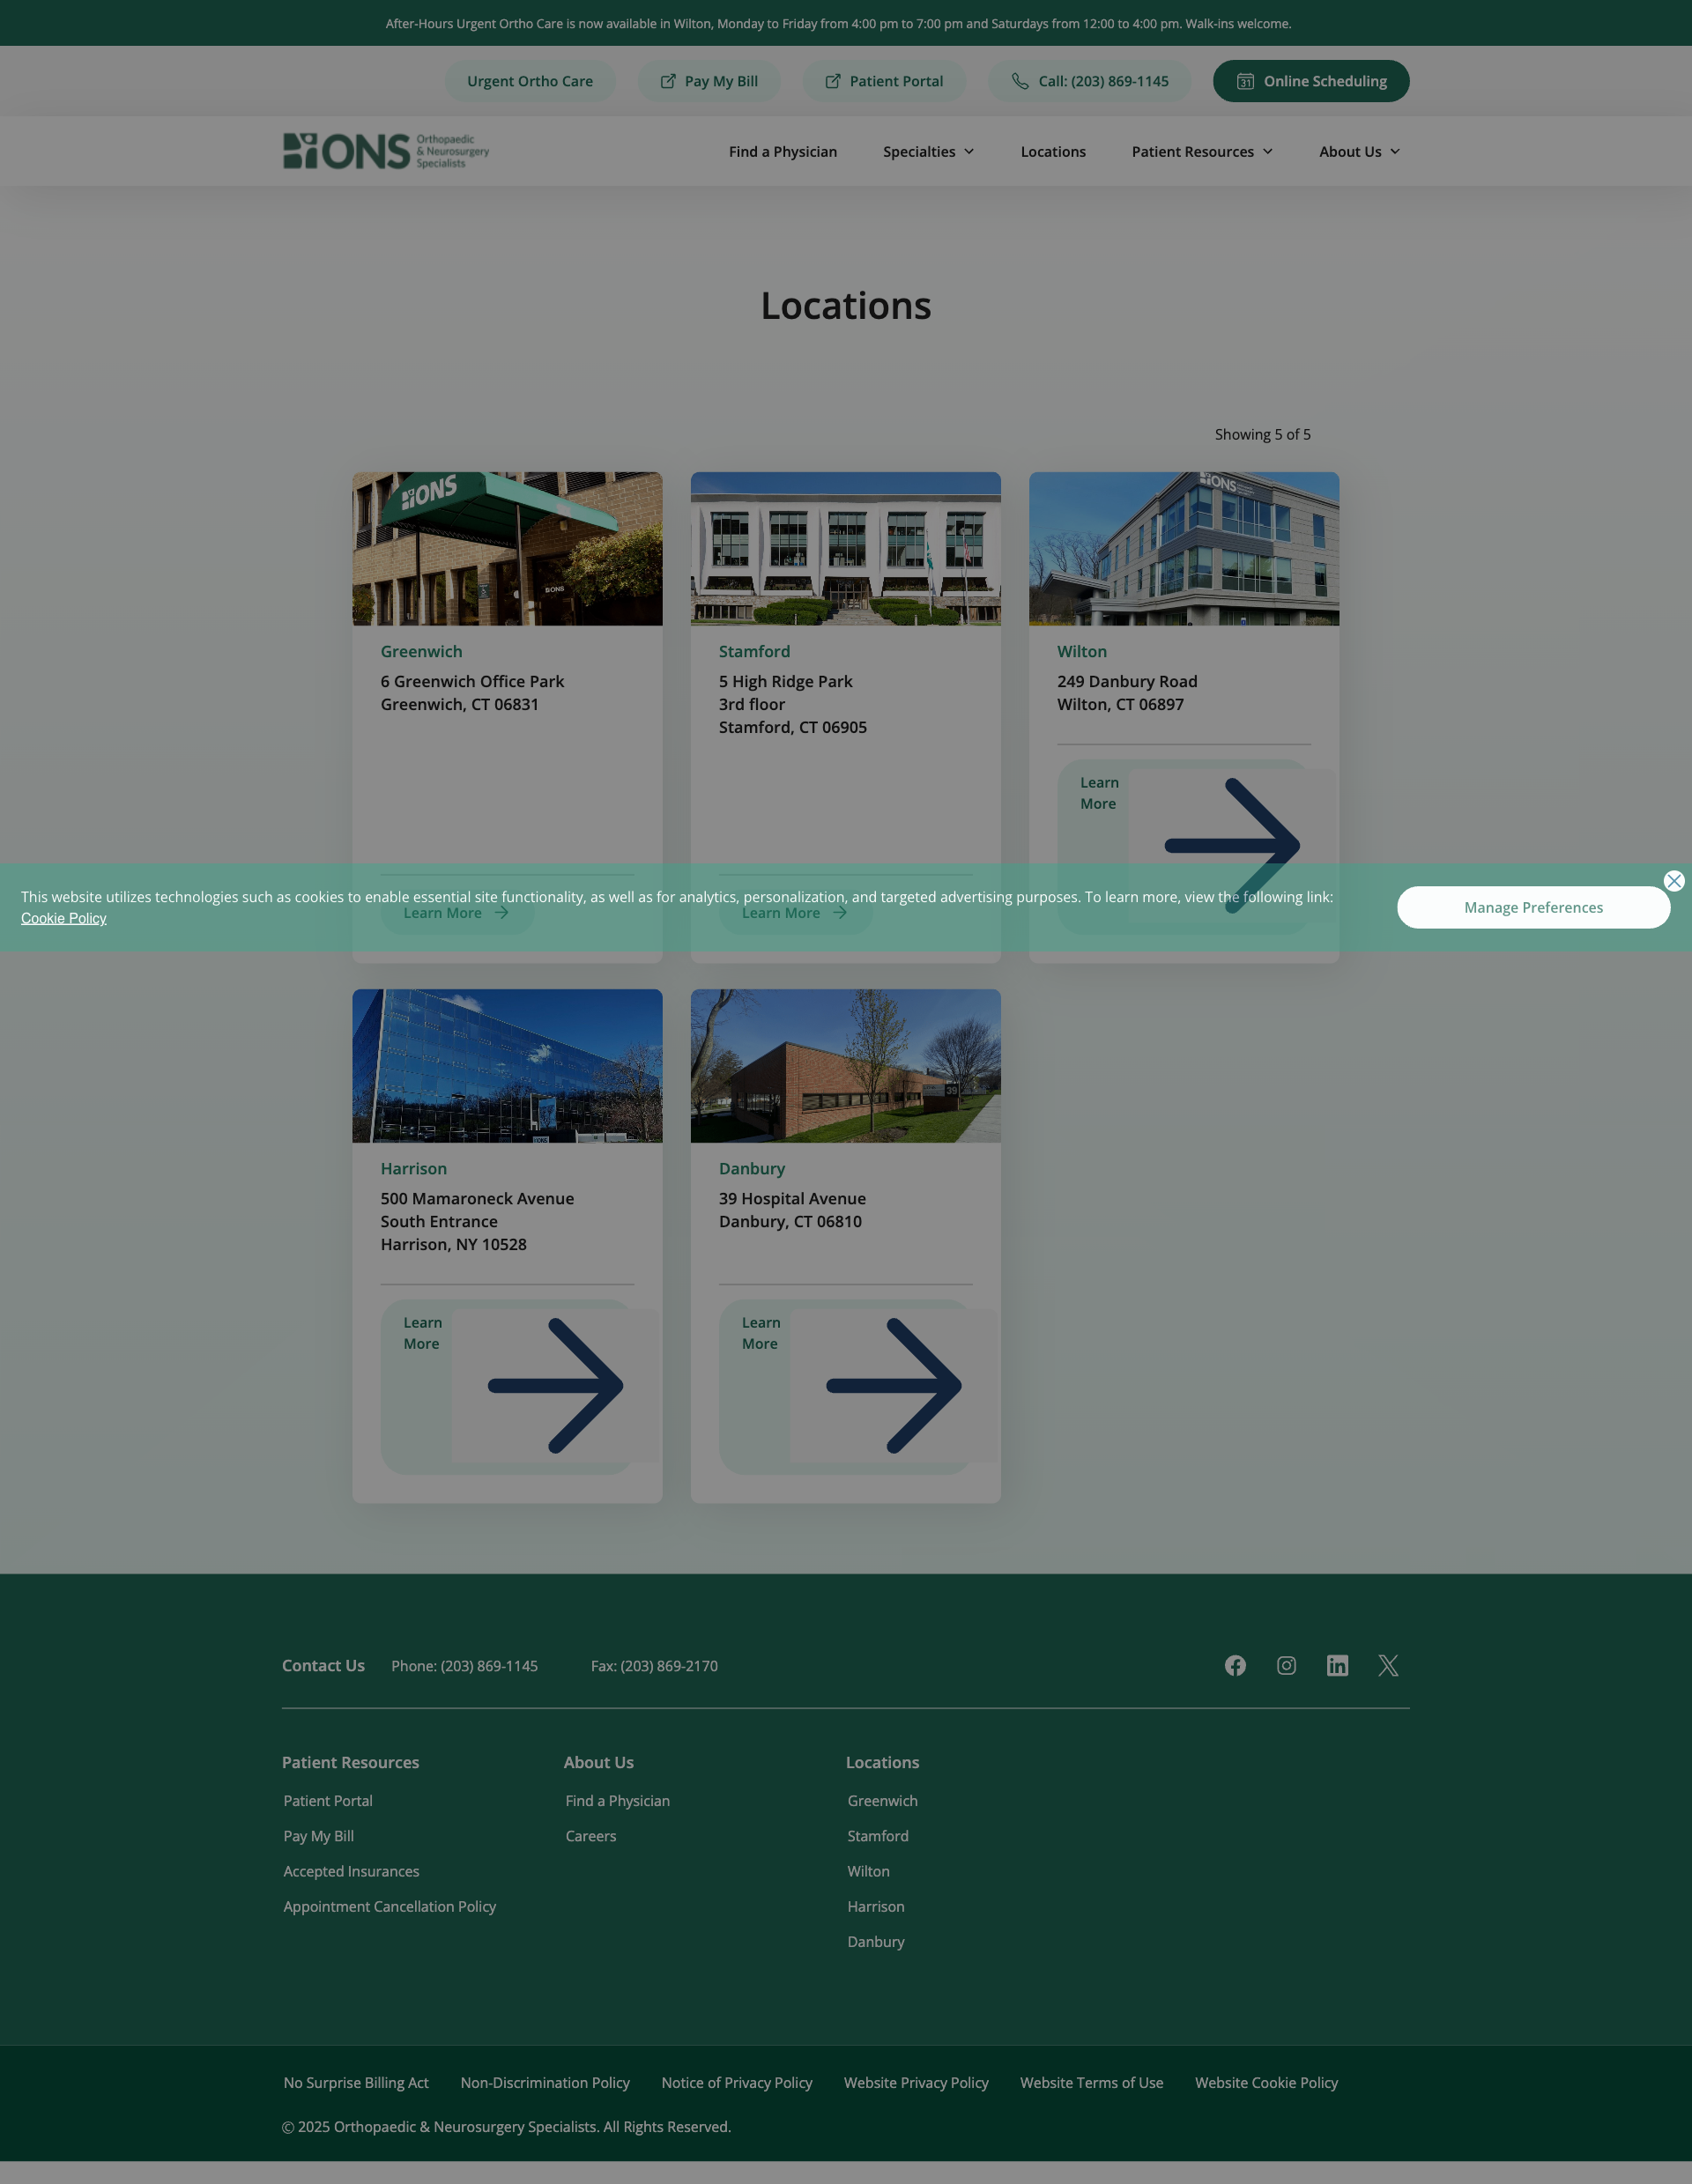 After-Hours Urgent Ortho Care is now available in Wilton, Monday to Friday from 4:00 pm to 7:00 pm and Saturdays from 12:00 to 4:00 pm. Walk-ins welcome.
Urgent Ortho Care
Pay My Bill
Patient Portal
Call: (203) 869-1145
31
Online Scheduling
ONS
Orthopaedic
& Neurosurgery
Specialists
Find a Physician
Specialties
Locations
Patient Resources
About Us
Locations
Showing 5 of 5
ONS
ONS
ONS
Greenwich
6 Greenwich Office Park
Greenwich, CT 06831
Stamford
5 High Ridge Park
3rd floor
Stamford, CT 06905
Wilton
249 Danbury Road
Wilton, CT 06897
Learn
More
This website utilizes technologies such as cookies to enable essential site functionality, as well as for analytics, personalization, and targeted advertising purposes. To learn more, view the following link:
Cookie Policy
Manage Preferences
Learn More
Learn More
ONS
39
Harrison
500 Mamaroneck Avenue
South Entrance
Harrison, NY 10528
Danbury
39 Hospital Avenue
Danbury, CT 06810
Learn
More
Learn
More
Contact Us
Phone: (203) 869-1145
Fax: (203) 869-2170
Patient Resources
Patient Portal
Pay My Bill
Accepted Insurances
Appointment Cancellation Policy
About Us
Find a Physician
Careers
Locations
Greenwich
Stamford
Wilton
Harrison
Danbury
No Surprise Billing Act
Non-Discrimination Policy
Notice of Privacy Policy
Website Privacy Policy
Website Terms of Use
Website Cookie Policy
© 2025 Orthopaedic & Neurosurgery Specialists. All Rights Reserved.